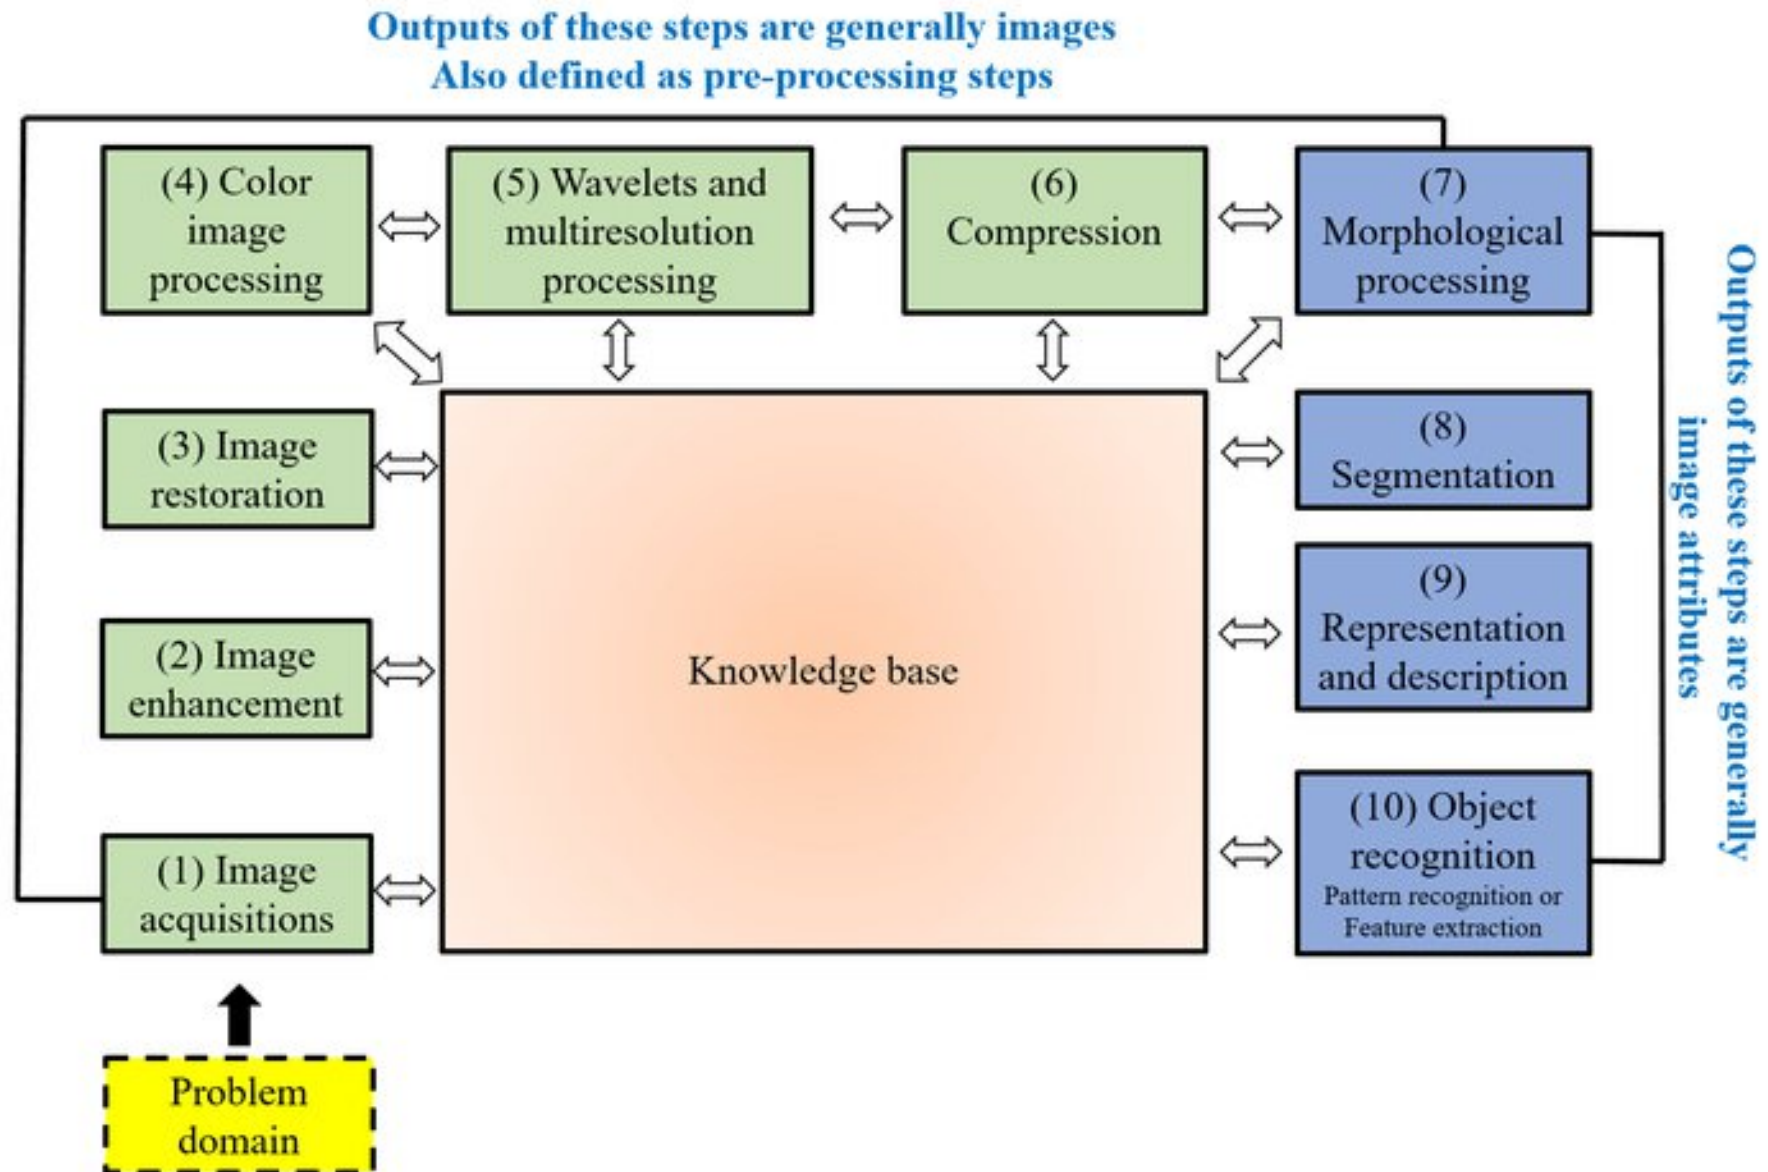 Outputs of these steps are generally images
Also defined as pre-processing steps
(4) Color
image
processing
(5) Wavelets and
multiresolution
processing
(6)
Compression
(7)
Morphological
processing
(3) Image
restoration
(8)
Segmentation
(2) Image
enhancement
Knowledge base
(9)
Representation
and description
(1) Image
acquisitions
(10) Object
recognition
Pattern recognition or
Feature extraction
Outputs of these steps are generally
image attributes
Problem
domain